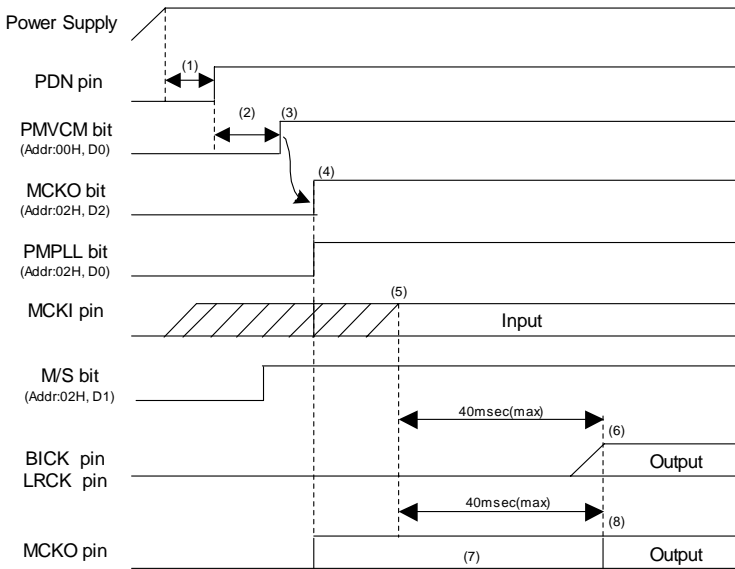 Power Supply
(1)
PDN pin
(2)
(3)
PMVCM bit
(Addr:00H, D0)
(4)
MCKO bit
(Addr:02H, D2)
PMPLL bit
(Addr:02H, D0)
(5)
MCKI pin
Input
M/S bit
(Addr:02H, D1)
40msec(max)
(6)
BICK pin
Output
LRCK pin
40msec(max)
(8)
MCKO pin
(7)
Output